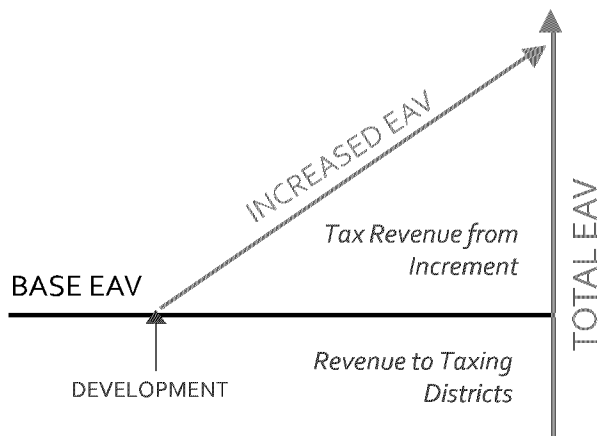 INCREASED EAV
TOTAL EAV
Tax Revenue from
Increment
BASE EAV
Revenue to Taxing
Districts
DEVELOPMENT